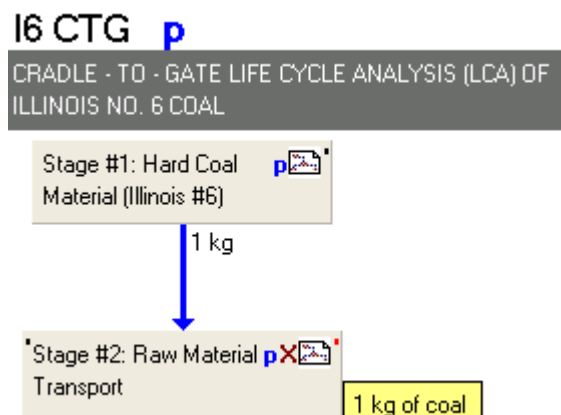 I6 CTG p
CRADLE - TO - GATE LIFE CYCLE ANALYSIS (LCA) OF
ILLINOIS NO. 6 COAL
Stage #1: Hard Coal p
Material (Illinois #6)
1 kg
Stage #2: Raw Material pX
Transport
1 kg of coal